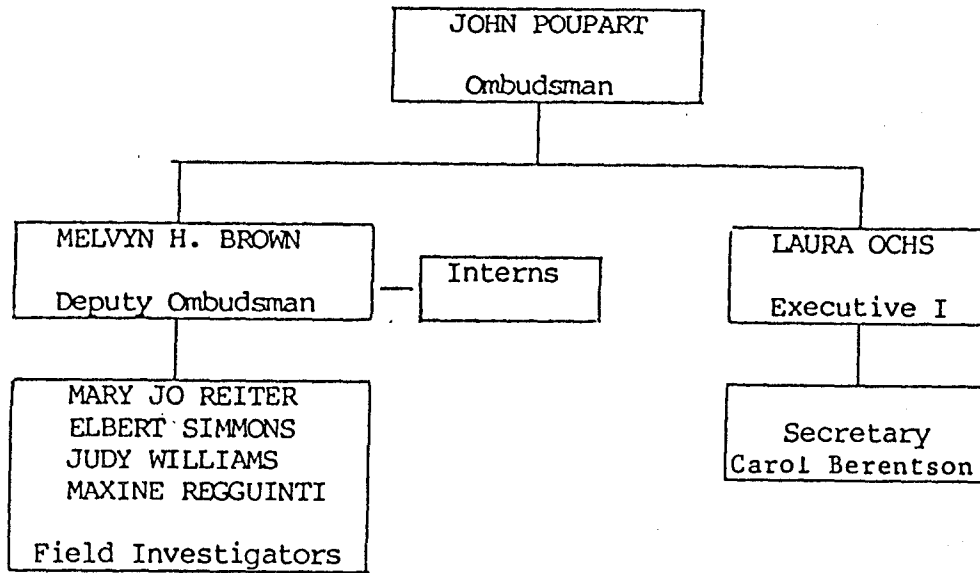 JOHN POUPART
Ombudsman
MELVYN H. BROWN
Deputy Ombudsman
Interns
LAURA OCHS
Executive I
MARY JO REITER
ELBERT SIMMONS
JUDY WILLIAMS
MAXINE REGGUINTI
Field Investigators
Secretary
Carol Berentson